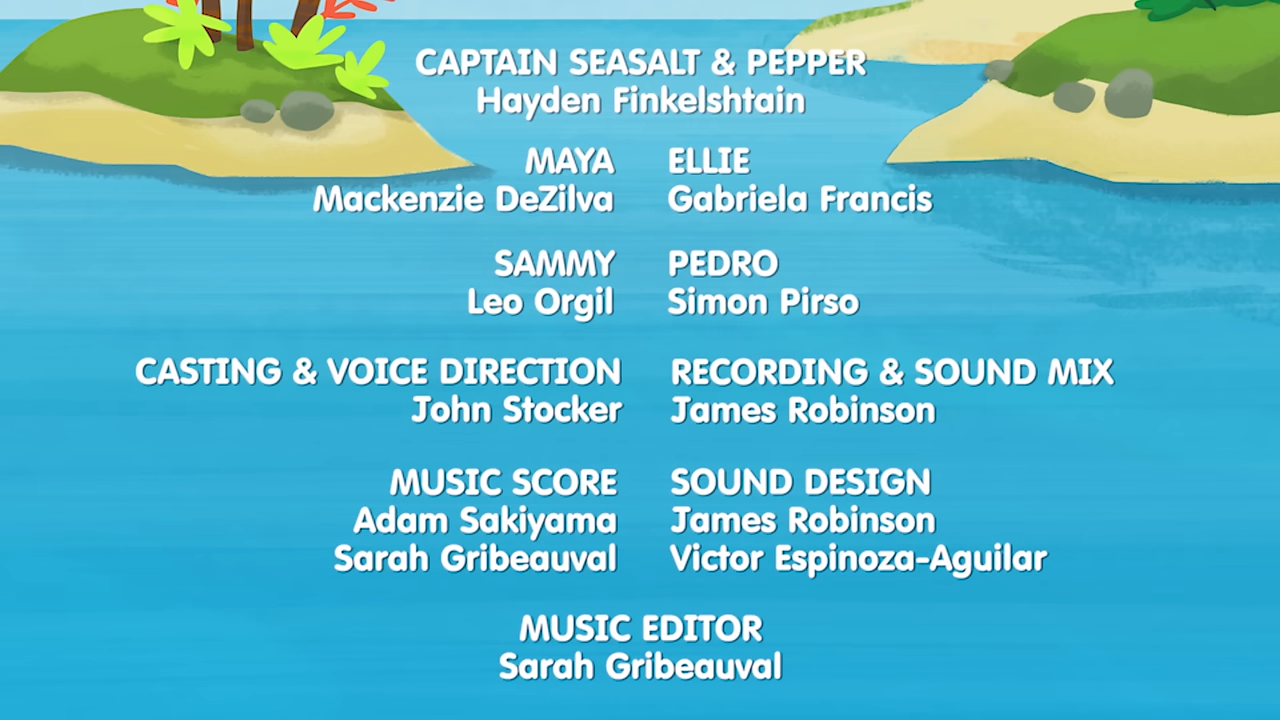 CAPTAIN SEASALT & PEPPER
Hayden Finkelshtain
MAYA
Mackenzie DeZilva
ELLIE
Gabriela Francis
SAMMY
Leo Orgil
PEDRO
Simon Pirso
CASTING & VOICE DIRECTION
John Stocker
RECORDING & SOUND MIX
James Robinson
MUSIC SCORE
Adam Sakiyama
Sarah Gribeauval
SOUND DESIGN
James Robinson
Victor Espinoza-Aguilar
MUSIC EDITOR
Sarah Gribeauval